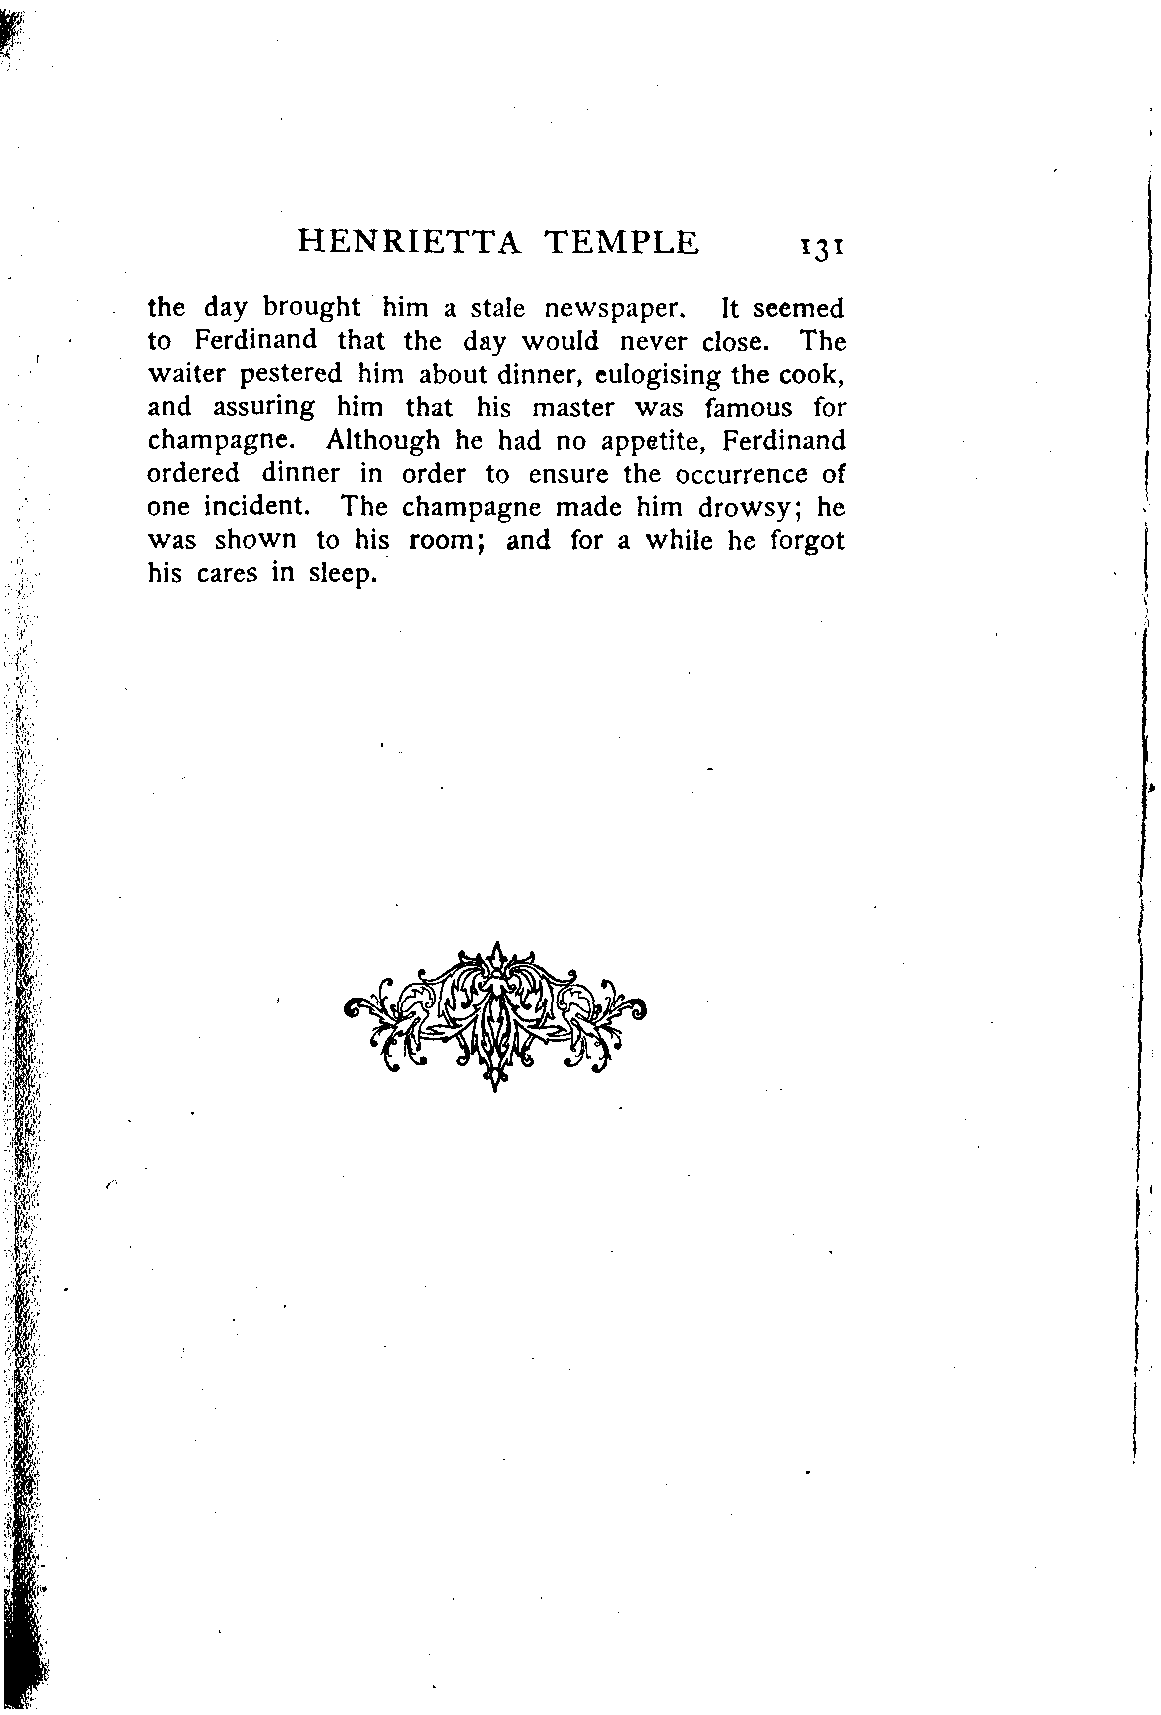 HENRIETTA TEMPLE 131
the day brought him a stale newspaper. It seemed
to Ferdinand that the day would never close. The
waiter pestered him about dinner, eulogising the cook,
and assuring him that his master was famous for
champagne. Although he had no appetite, Ferdinand
ordered dinner in order to ensure the occurrence of
one incident. The champagne made him drowsy; he
was shown to his room; and for a while he forgot
his cares in sleep.